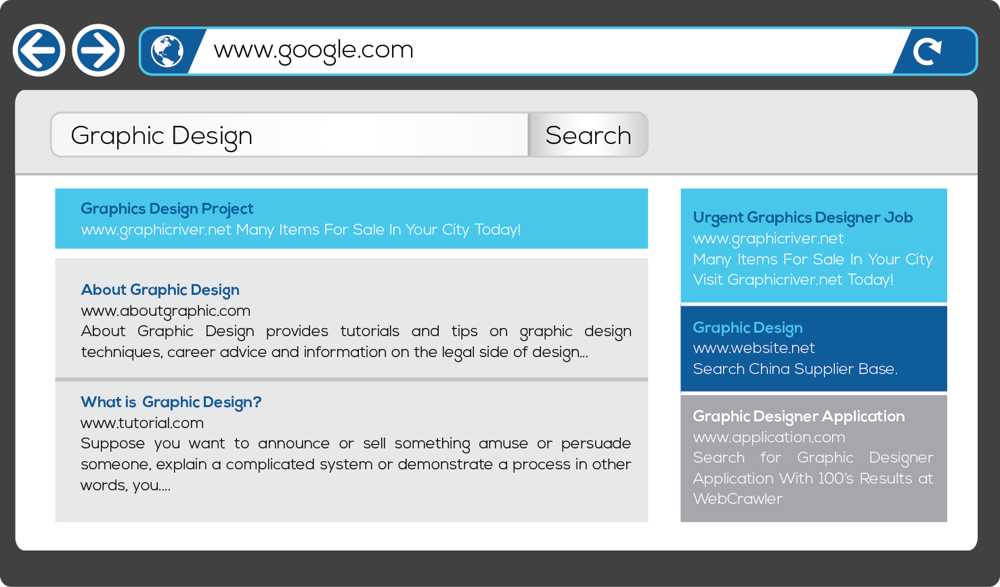 www.google.com
Graphic Design
Search
Graphics Design Project
www.graphicriver.net Many Items For Sale In Your City Today!
About Graphic Design
www.aboutgraphic.com
About Graphic Design provides tutorials and tips on graphic design
techniques, career advice and information on the legal side of design...
What is Graphic Design?
www.tutorial.com
Suppose you want to announce or sell something amuse or persuade
someone, explain a complicated system or demonstrate a process in other
words, you....
Urgent Graphics Designer Job
www.graphicriver.net
Many Items For Sale In Your City
Visit Graphicriver.net Today!
Graphic Design
www.website.net
Search China Supplier Base.
Graphic Designer Application
www.application.com
Search for Graphic Designer
Application With 100's Results at
WebCrawler